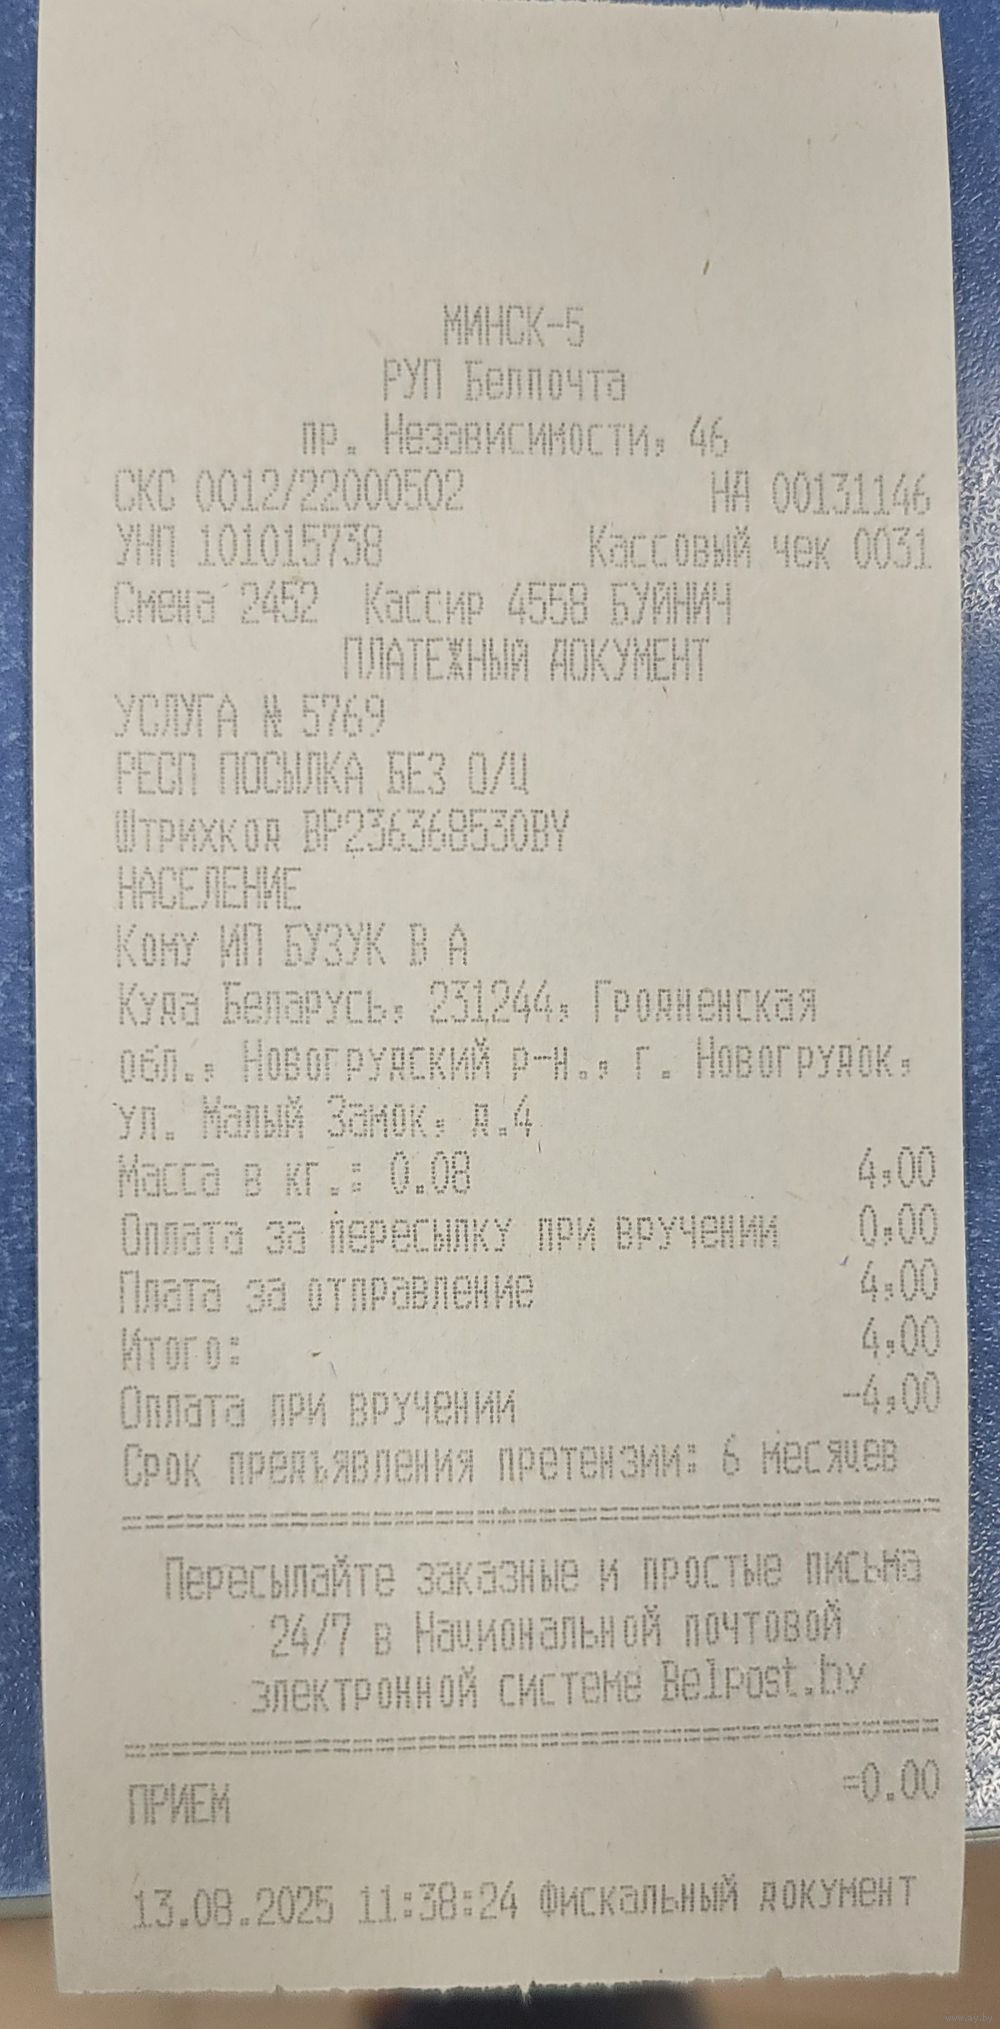 МИНСК-5
РУП Белпочта
пр. Независимости, 46
СКС 0012/22000502 НА 00131146
УНП 101015738 Кассовый чек 0031
Смена 2452 Кассир 4558 БУЙНИЧ
ПЛАТЕЖНЫЙ ДОКУМЕНТ
УСЛУГА № 5769
РЕСП ПОСЫЛКА БЕЗ О/Ц
Штрихкод BP236368530BY
НАСЕЛЕНИЕ
Кому ИП БУЗУК В А
Куда Беларусь, 231244, Гродненская
обл., Новогрудский р-н., г. Новогрудок,
ул. Малый Замок, д.4
Масса в кг.: 0.08 4,00
Оплата за пересылку при вручении 0,00
Плата за отправление 4,00
Итого: 4,00
Оплата при вручении -4,00
Срок предъявления претензии: 6 месяцев
Пересылайте заказные и простые письма
24/7 в Национальной почтовой
электронной системе Belpost.by
ПРИЕМ =0.00
13.08.2025 11:38:24 Фискальный документ
www.ay.by